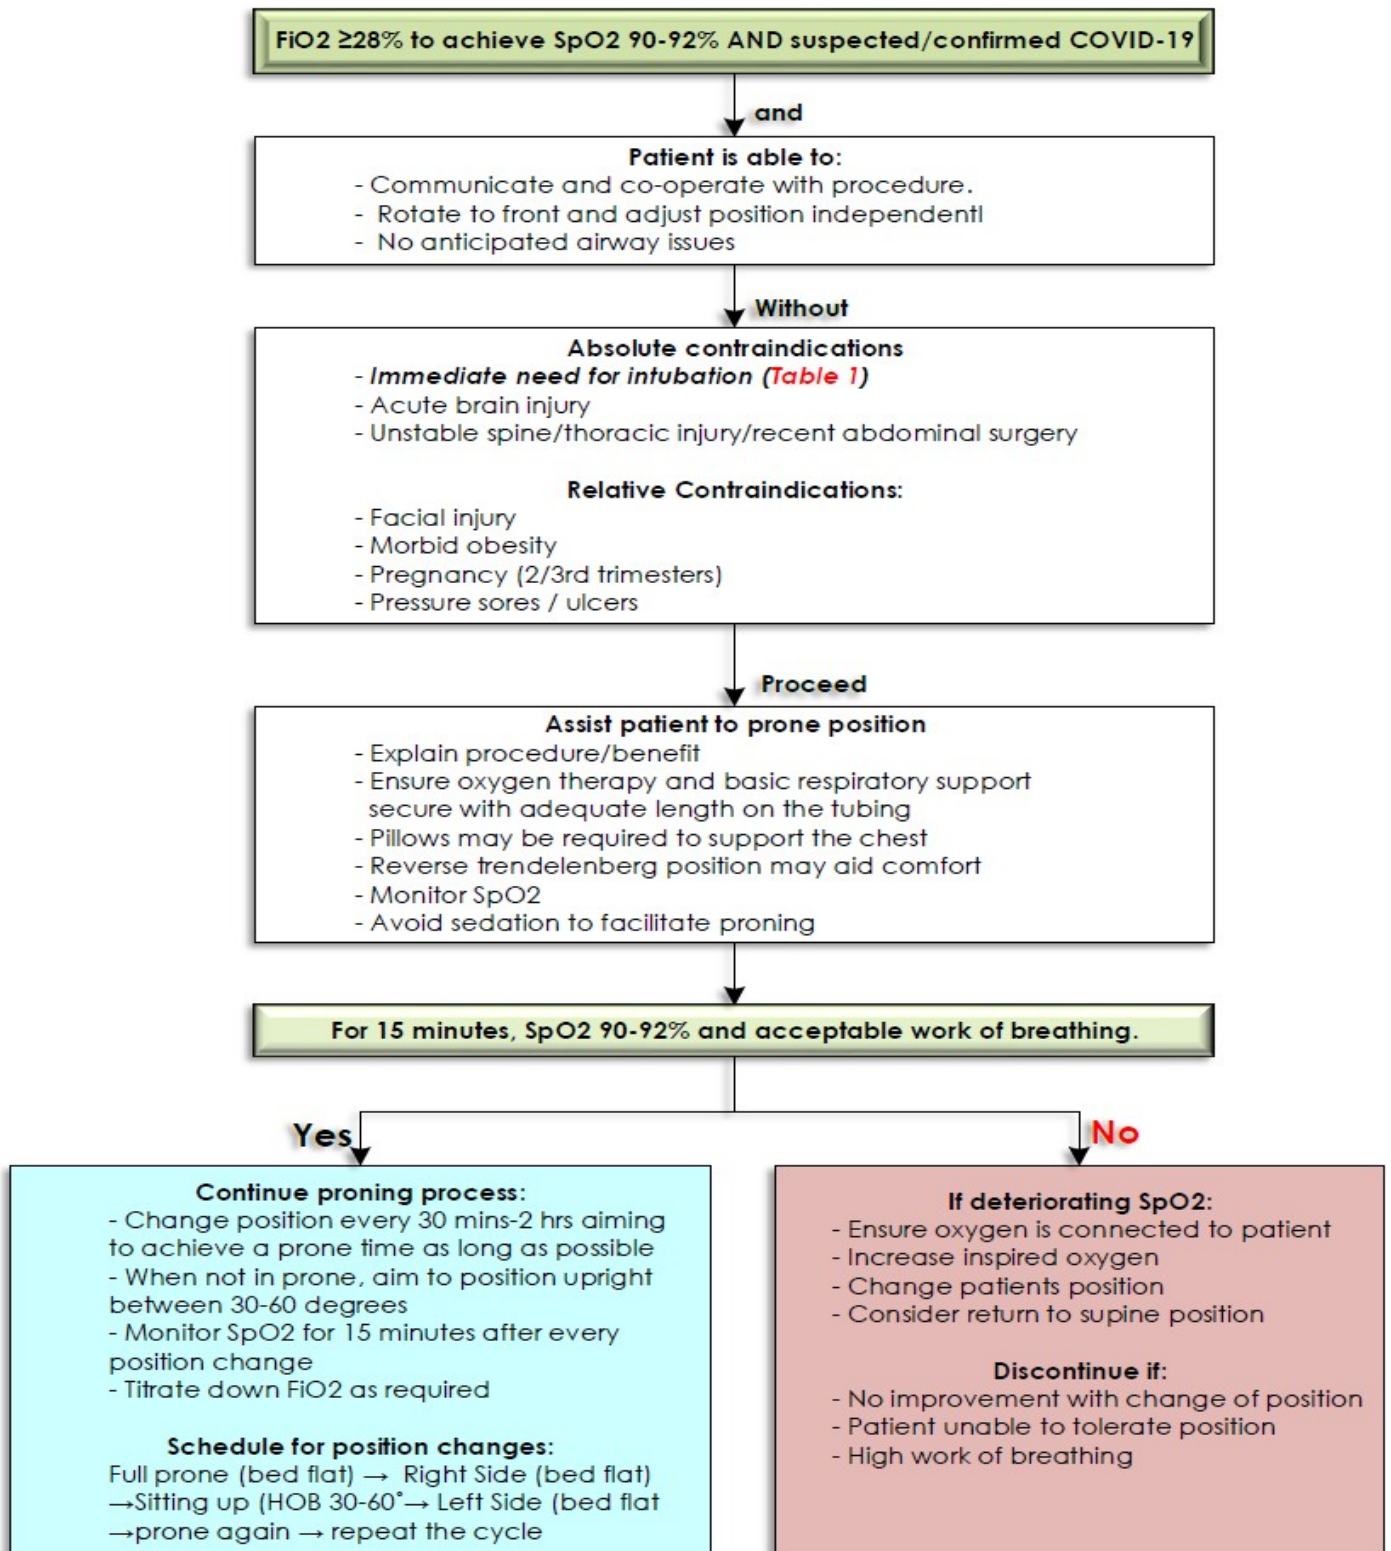 FiO2 ≥28% to achieve SpO2 90-92% AND suspected/confirmed COVID-19
and
Patient is able to:
- Communicate and co-operate with procedure.
- Rotate to front and adjust position independentl
- No anticipated airway issues
Without
Absolute contraindications
- Immediate need for intubation (Table 1)
- Acute brain injury
- Unstable spine/thoracic injury/recent abdominal surgery
Relative Contraindications:
- Facial injury
- Morbid obesity
- Pregnancy (2/3rd trimesters)
- Pressure sores / ulcers
Proceed
Assist patient to prone position
- Explain procedure/benefit
- Ensure oxygen therapy and basic respiratory support
secure with adequate length on the tubing
- Pillows may be required to support the chest
- Reverse trendelenberg position may aid comfort
- Monitor SpO2
- Avoid sedation to facilitate proning
For 15 minutes, SpO2 90-92% and acceptable work of breathing.
Yes
Continue proning process:
- Change position every 30 mins-2 hrs aiming
to achieve a prone time as long as possible
- When not in prone, aim to position upright
between 30-60 degrees
- Monitor SpO2 for 15 minutes after every
position change
- Titrate down FiO2 as required
Schedule for position changes:
Full prone (bed flat) → Right Side (bed flat)
→Sitting up (HOB 30-60˚→ Left Side (bed flat
→prone again → repeat the cycle
No
If deteriorating SpO2:
- Ensure oxygen is connected to patient
- Increase inspired oxygen
- Change patients position
- Consider return to supine position
Discontinue if:
- No improvement with change of position
- Patient unable to tolerate position
- High work of breathing